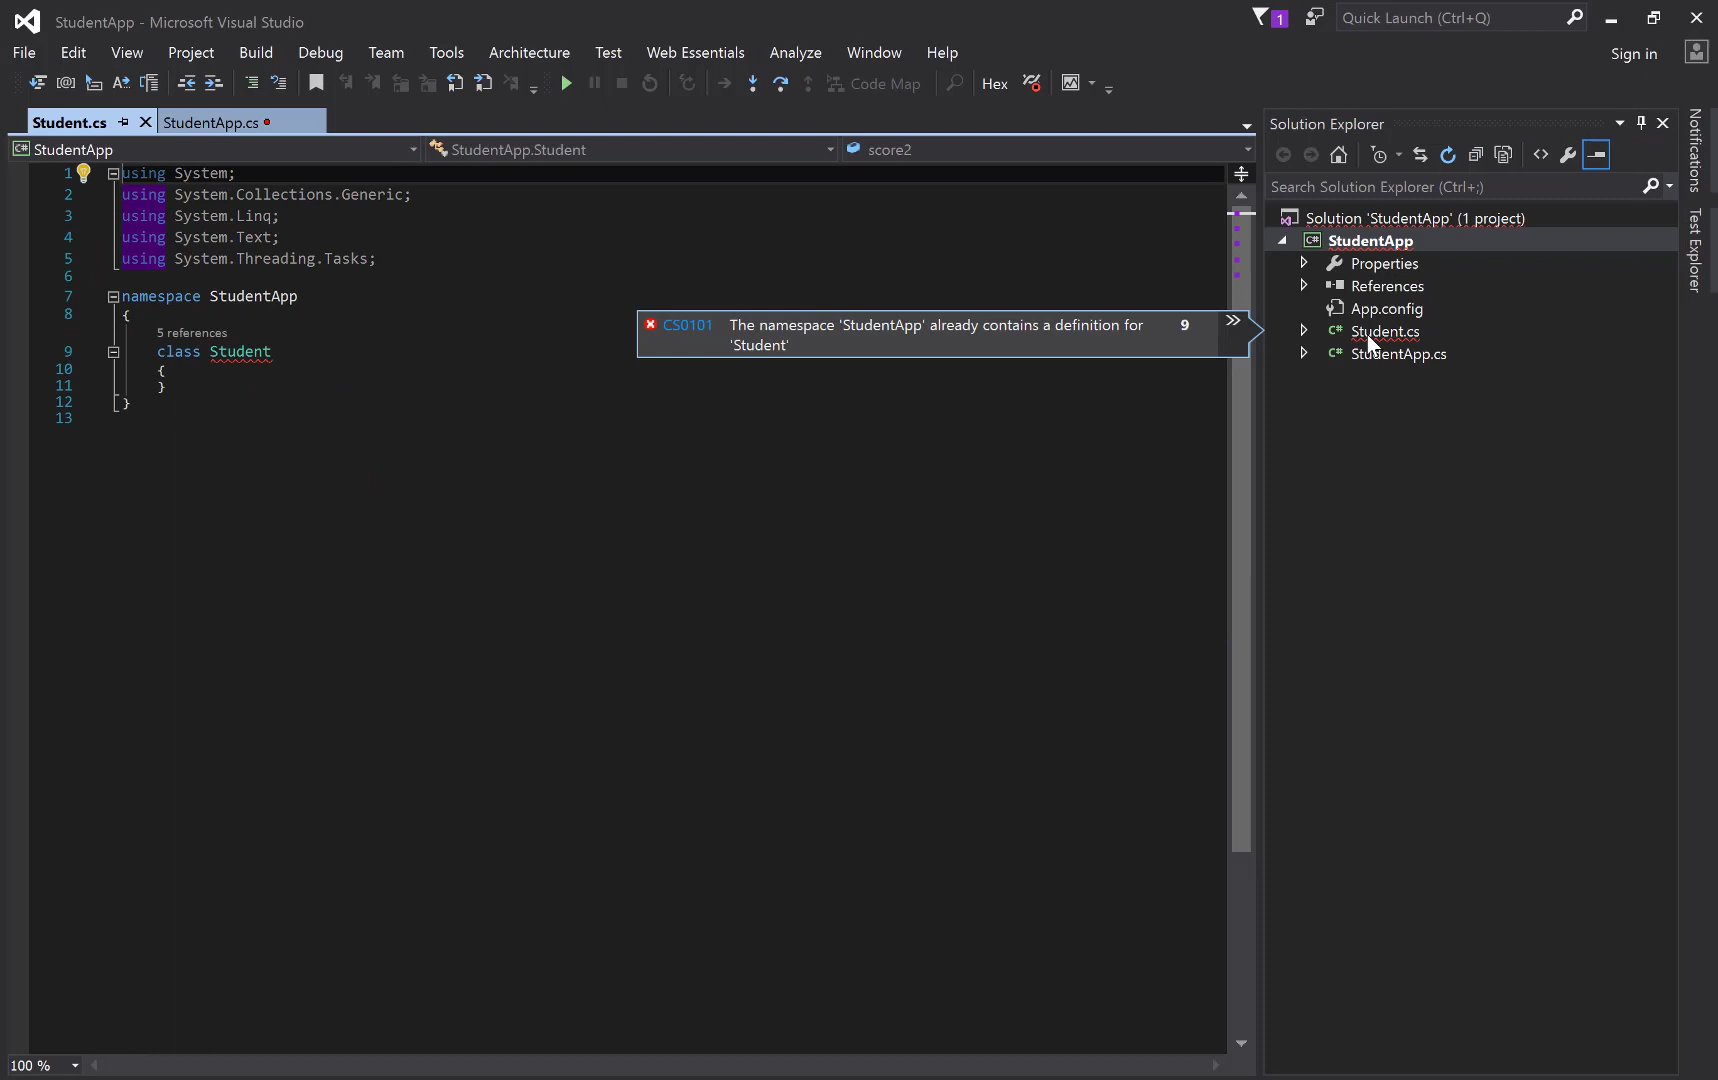 StudentApp - Microsoft Visual Studio
1
Quick Launch (Ctrl+Q)
File Edit View Project Build Debug Team Tools Architecture Test Web Essentials Analyze Window Help
Sign in
Code Map
Hex
Student.cs
StudentApp.cs
StudentApp
StudentApp.Student
score2
1 using System;
2 using System.Collections.Generic;
3 using System.Linq;
4 using System.Text;
5 using System.Threading.Tasks;
6
7 namespace StudentApp
8 {
5 references
9 class Student
10 {
11 }
12 }
13
CS0101 The namespace 'StudentApp' already contains a definition for 9
'Student'
100 %
Solution Explorer
Search Solution Explorer (Ctrl+;)
Solution 'StudentApp' (1 project)
C# StudentApp
Properties
References
App.config
C# Student.cs
C# StudentApp.cs
Notifications
Test Explorer